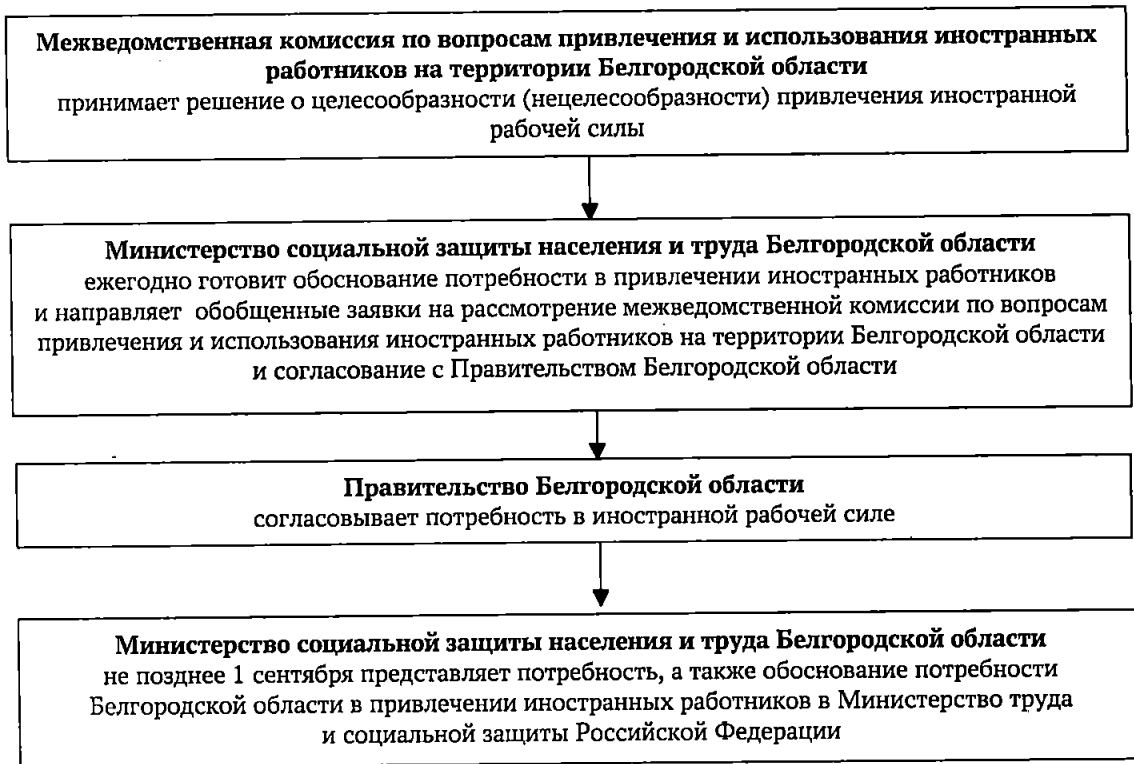 Межведомственная комиссия по вопросам привлечения и использования иностранных
работников на территории Белгородской области
принимает решение о целесообразности (нецелесообразности) привлечения иностранной
рабочей силы
Министерство социальной защиты населения и труда Белгородской области
ежегодно готовит обоснование потребности в привлечении иностранных работников
и направляет обобщенные заявки на рассмотрение межведомственной комиссии по вопросам
привлечения и использования иностранных работников на территории Белгородской области
и согласование с Правительством Белгородской области
Правительство Белгородской области
согласовывает потребность в иностранной рабочей силе
Министерство социальной защиты населения и труда Белгородской области
не позднее 1 сентября представляет потребность, а также обоснование потребности
Белгородской области в привлечении иностранных работников в Министерство труда
и социальной защиты Российской Федерации